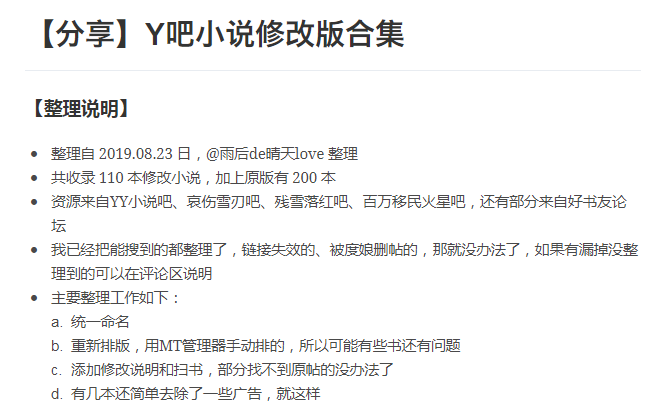 【分享】Y吧小说修改版合集
【整理说明】
整理自 2019.08.23 日，@雨后de晴天love 整理
共收录 110 本修改小说，加上原版有 200 本
资源来自YY小说吧、哀伤雪刃吧、残雪落红吧、百万移民火星吧，还有部分来自好书友论
坛
我已经把能搜到的都整理了，链接失效的、被度娘删帖的，那就没办法了，如果有漏掉没整
理到的可以在评论区说明
主要整理工作如下：
a. 统一命名
b. 重新排版，用MT管理器手动排的，所以可能有些书还有问题
c. 添加修改说明和扫书，部分找不到原帖的没办法了
d. 有几本还简单去除了一些广告，就这样